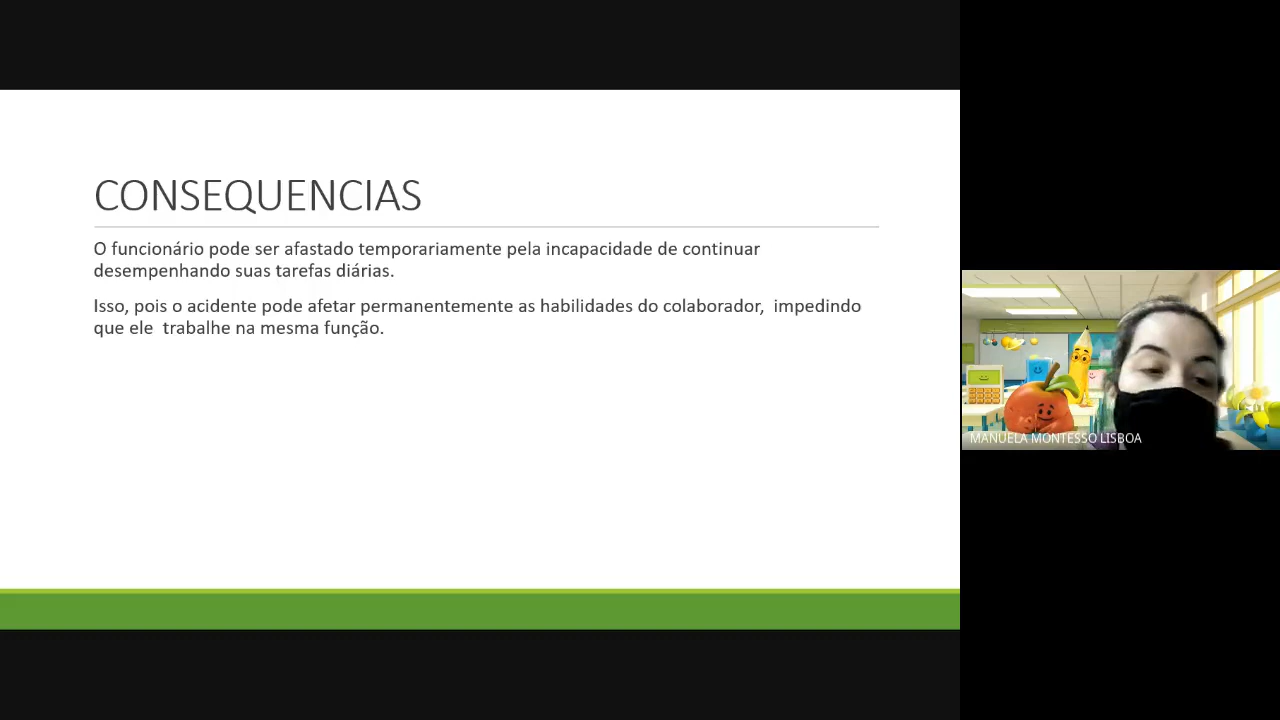 CONSEQUENCIAS
O funcionário pode ser afastado temporariamente pela incapacidade de continuar
desempenhando suas tarefas diárias.
Isso, pois o acidente pode afetar permanentemente as habilidades do colaborador,  impedindo
que ele  trabalhe na mesma função.
MANUELA MONTESSO LISBOA